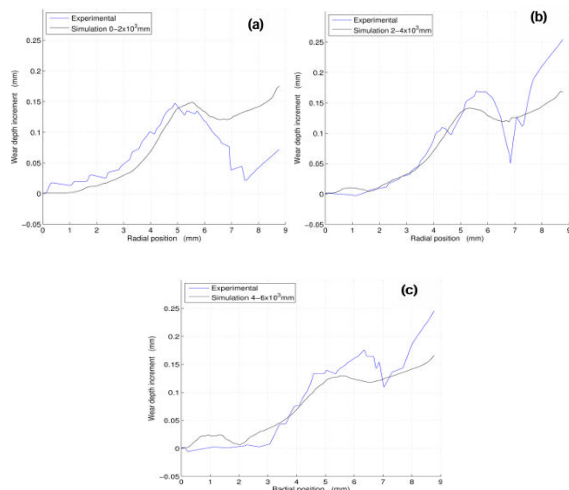 (a)
Experimental
Simulation 0−2x10³mm
Wear depth increment (mm)
0.25
0.2
0.15
0.1
0.05
0
−0.05
0 1 2 3 4 5 6 7 8 9
Radial position (mm)
(b)
Experimental
Simulation 2−4x10³mm
Wear depth increment (mm)
0.25
0.2
0.15
0.1
0.05
0
−0.05
0 1 2 3 4 5 6 7 8 9
Radial position (mm)
(c)
Experimental
Simulation 4−6x10³mm
Wear depth increment (mm)
0.25
0.2
0.15
0.1
0.05
0
−0.05
0 1 2 3 4 5 6 7 8 9
Radial position (mm)